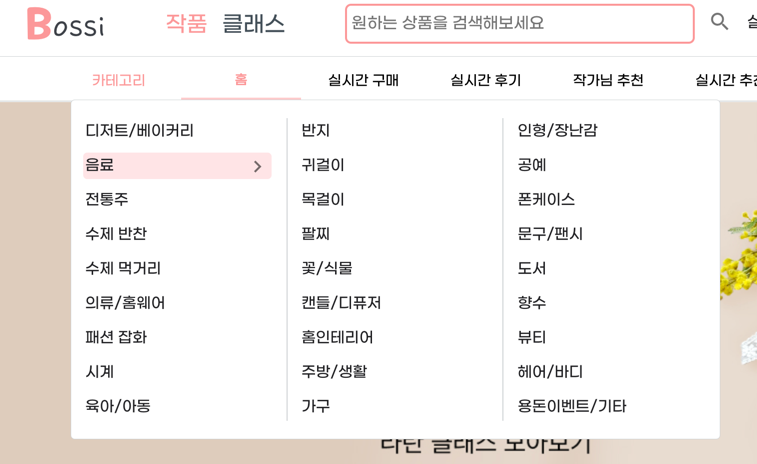 Bossi 작품 클래스 원하는 상품을 검색해보세요
카테고리 홈 실시간 구매 실시간 후기 작가님 추천 실시간
디저트/베이커리
음료
전통주
수제 반찬
수제 먹거리
의류/홈웨어
패션 잡화
시계
육아/아동
반지
귀걸이
목걸이
팔찌
꽃/식물
캔들/디퓨저
홈인테리어
주방/생활
가구
인형/장난감
공예
폰케이스
문구/팬시
도서
향수
뷰티
헤어/바디
용돈이벤트/기타
클래스 모아보기